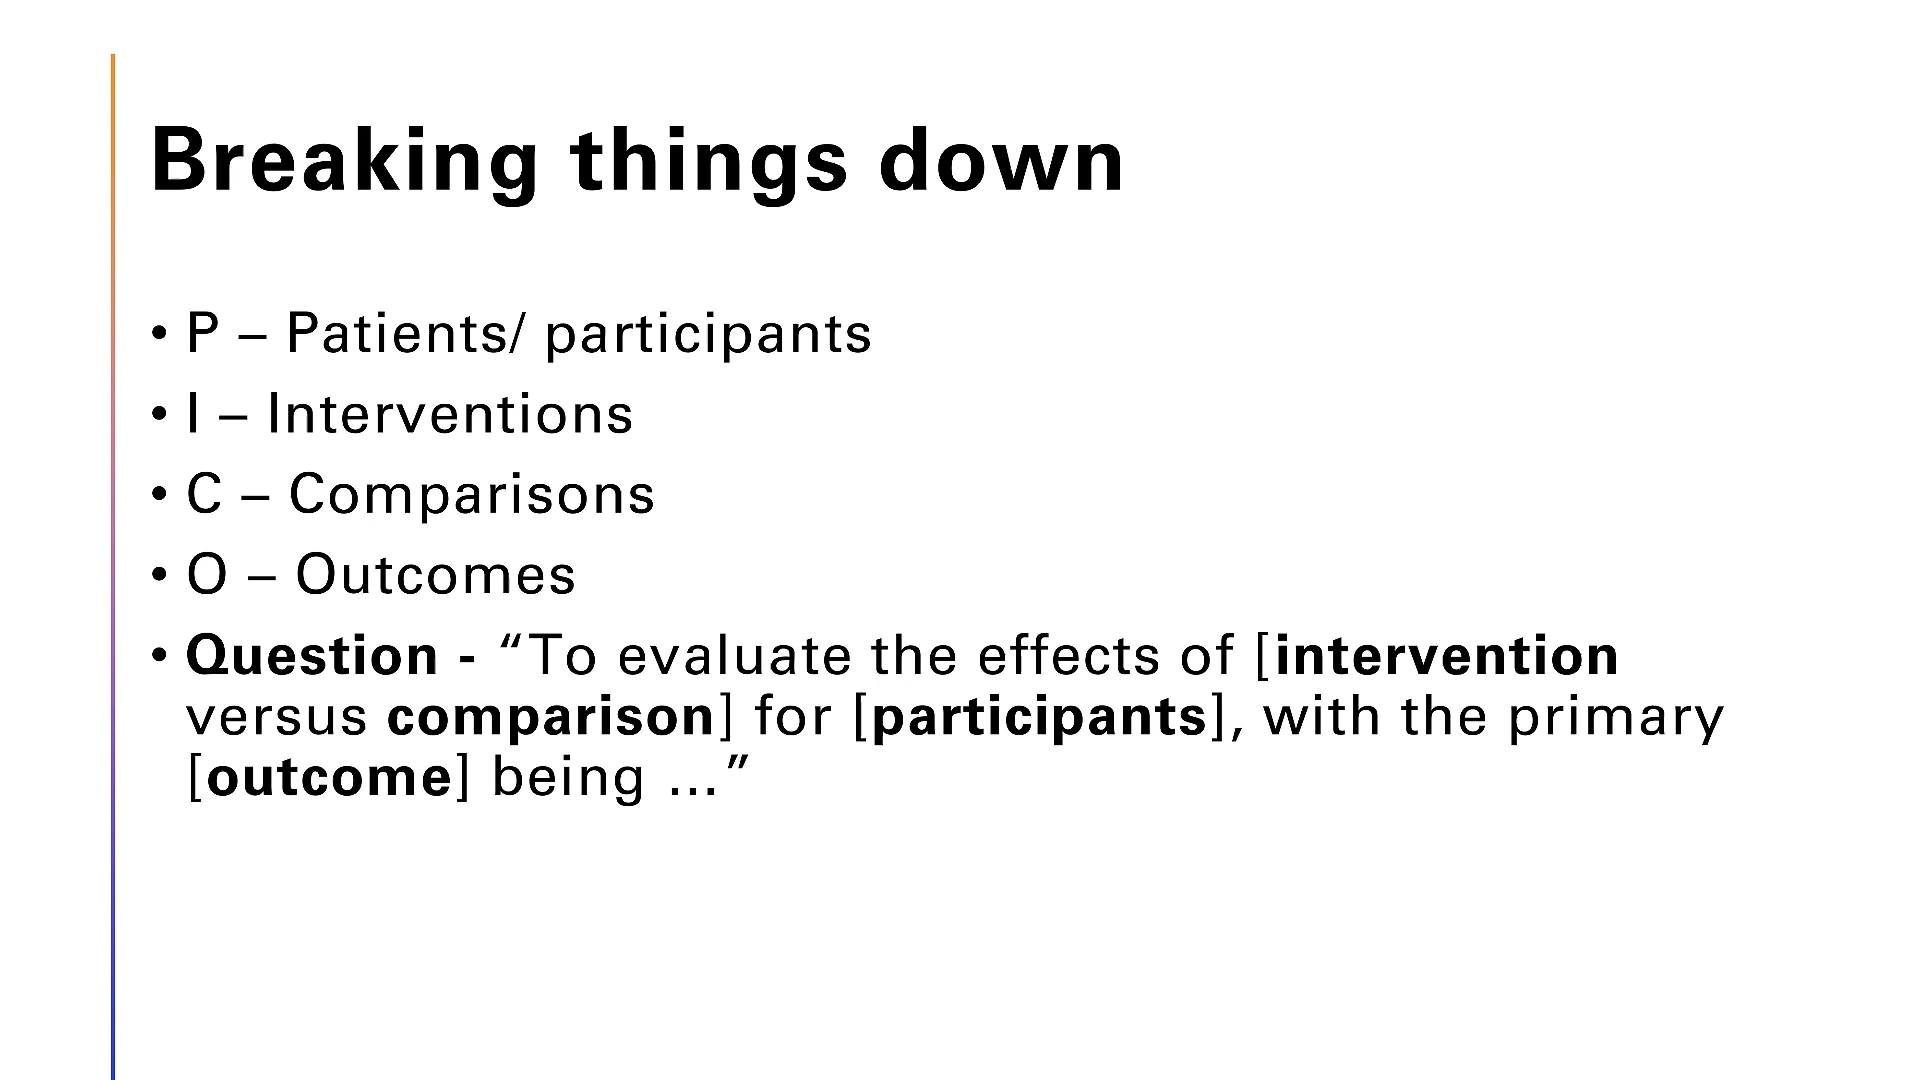 Breaking things down
• P – Patients/ participants
• I – Interventions
• C – Comparisons
• O – Outcomes
• Question - “To evaluate the effects of [intervention
versus comparison] for [participants], with the primary
[outcome] being …”